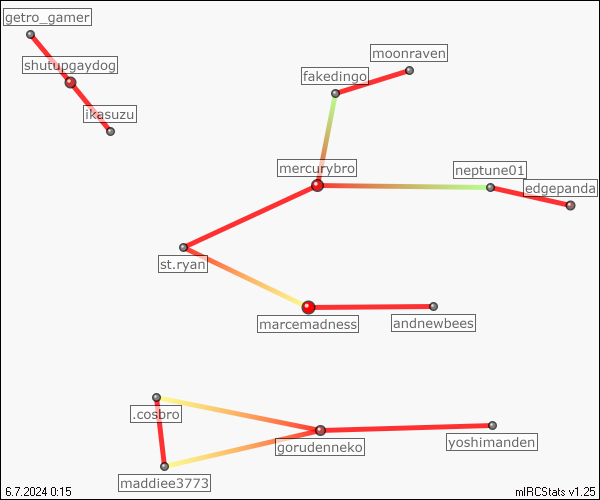 getro_gamer
moonraven
shutupgaydog
fakedingo
ikasuzu
mercurybro
neptune01
edgepanda
st.ryan
marcemadness
andnewbees
.cosbro
yoshimanden
gorudenneko
maddiee3773
6.7.2024 0:15
mIRCStats v1.25